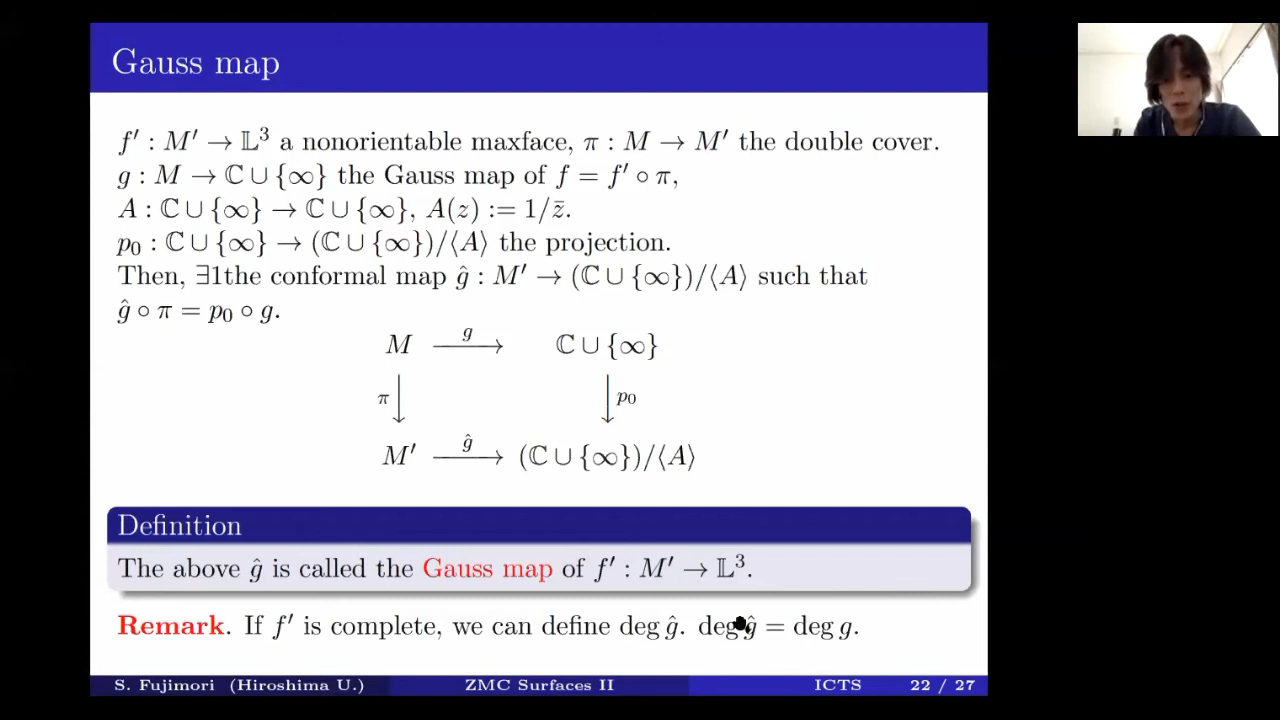 Gauss map
f′ : M′ → 𝕃³ a nonorientable maxface, π : M → M′ the double cover.
g : M → ℂ ∪ {∞} the Gauss map of f = f′ ∘ π,
A : ℂ ∪ {∞} → ℂ ∪ {∞}, A(z) := 1/z̄.
p₀ : ℂ ∪ {∞} → (ℂ ∪ {∞})/⟨A⟩ the projection.
Then, ∃1the conformal map ĝ : M′ → (ℂ ∪ {∞})/⟨A⟩ such that
ĝ ∘ π = p₀ ∘ g.
g
M ⟶ ℂ ∪ {∞}
π ↓ ↓ p₀
ĝ
M′ ⟶ (ℂ ∪ {∞})/⟨A⟩
Definition
The above ĝ is called the Gauss map of f′ : M′ → 𝕃³.
Remark. If f′ is complete, we can define deg ĝ. deg ĝ = deg g.
S. Fujimori (Hiroshima U.) ZMC Surfaces II ICTS 22 / 27